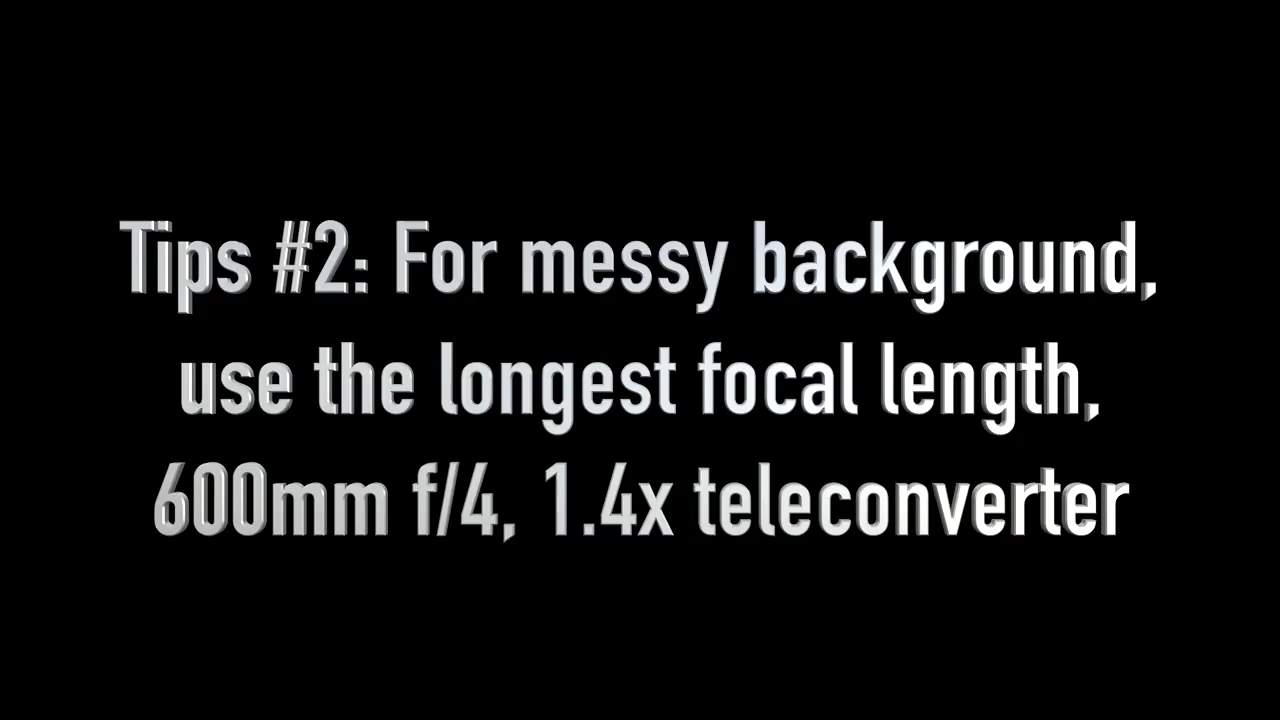 Tips #2: For messy background,
use the longest focal length,
600mm f/4, 1.4x teleconverter